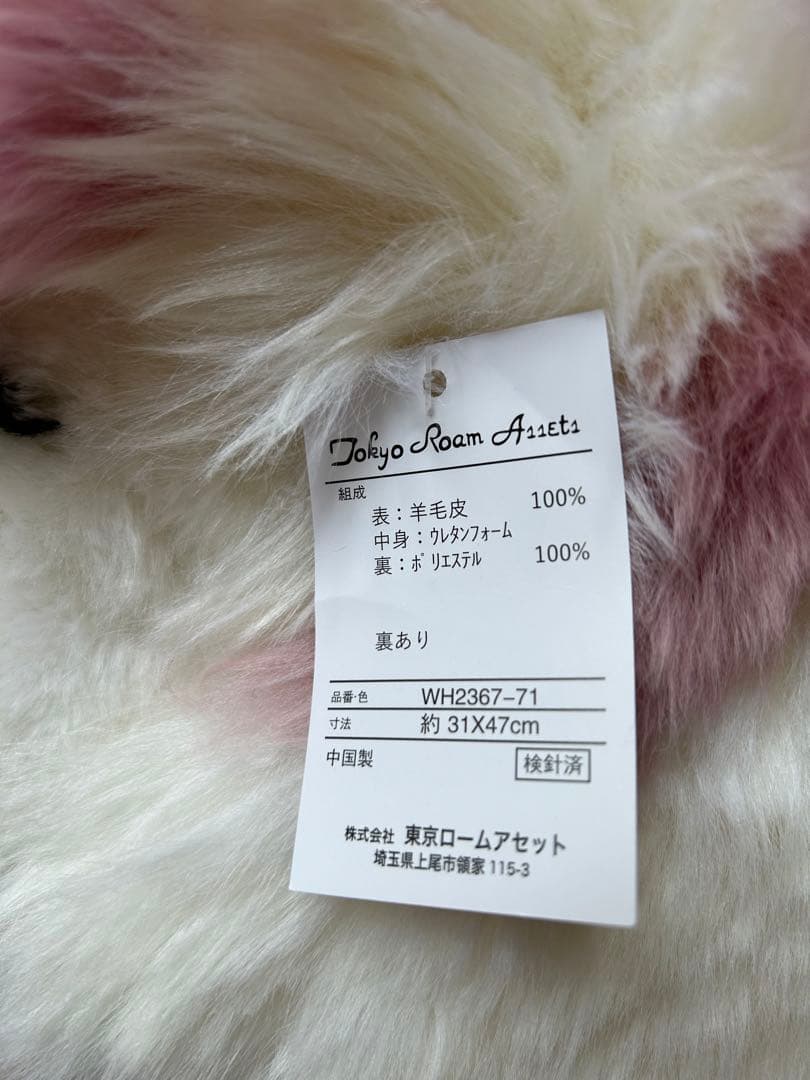 Tokyo Roam Assets
組成
表：羊毛皮 100%
中身：ｳﾚﾀﾝﾌｫｰﾑ
裏：ﾎﾟﾘｴｽﾃﾙ 100%
裏あり
品番・色 WH2367-71
寸法 約 31X47cm
中国製 検針済
株式会社 東京ロームアセット
埼玉県上尾市領家 115-3